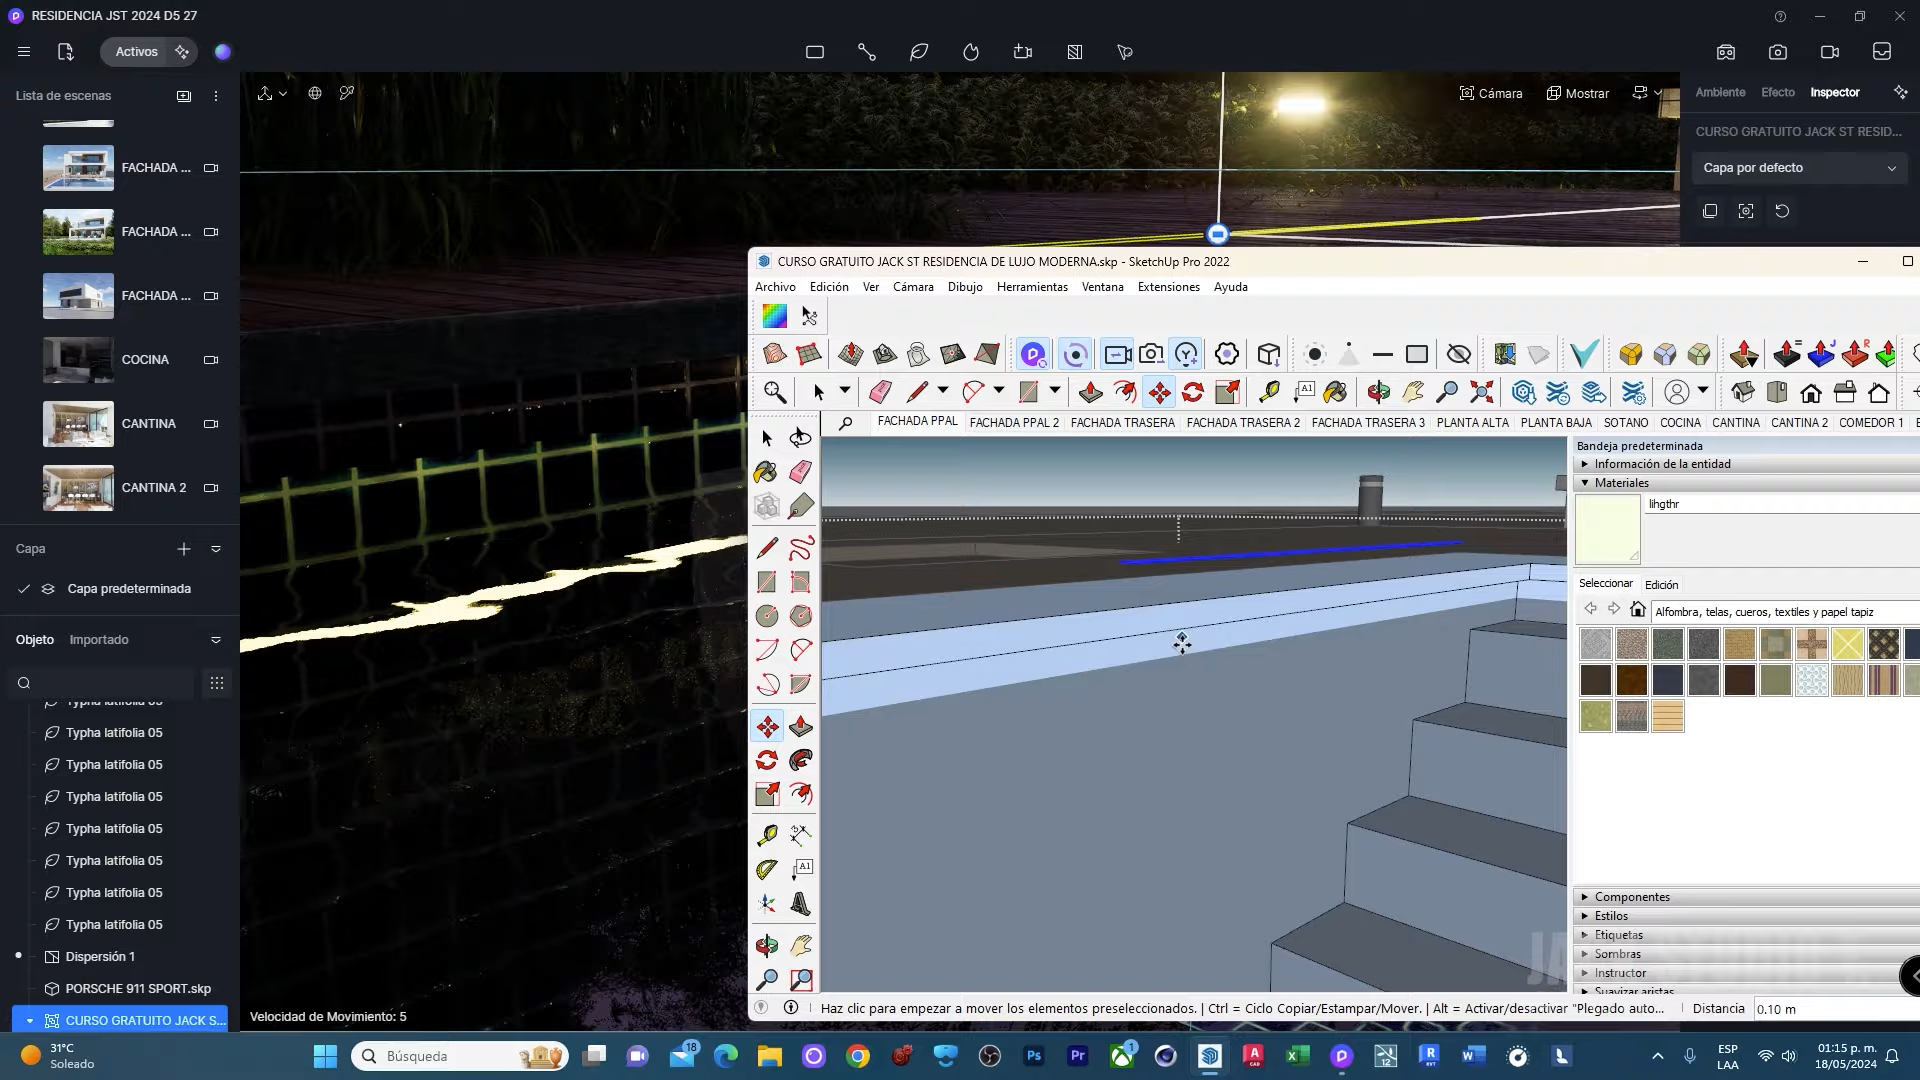 RESIDENCIA JST 2024 D5 27
Activos
Lista de escenas
FACHADA ...
FACHADA ...
FACHADA ...
COCINA
CANTINA
CANTINA 2
Capa
Capa predeterminada
Objeto Importado
Typha latifolia 05
Typha latifolia 05
Typha latifolia 05
Typha latifolia 05
Typha latifolia 05
Typha latifolia 05
Typha latifolia 05
Typha latifolia 05
Dispersión 1
PORSCHE 911 SPORT.skp
CURSO GRATUITO JACK S...
Cámara
Mostrar
Ambiente Efecto Inspector
CURSO GRATUITO JACK ST RESID...
Capa por defecto
CURSO GRATUITO JACK ST RESIDENCIA DE LUJO MODERNA.skp - SketchUp Pro 2022
Archivo Edición Ver Cámara Dibujo Herramientas Ventana Extensiones Ayuda
FACHADA PPAL FACHADA PPAL 2 FACHADA TRASERA FACHADA TRASERA 2 FACHADA TRASERA 3 PLANTA ALTA PLANTA BAJA SOTANO COCINA CANTINA CANTINA 2 COMEDOR 1
Bandeja predeterminada
Información de la entidad
Materiales
lihgthr
Seleccionar Edición
Alfombra, telas, cueros, textiles y papel tapiz
Componentes
Estilos
Etiquetas
Sombras
Instructor
Suavizar aristas
Haz clic para empezar a mover los elementos preseleccionados. | Ctrl = Ciclo Copiar/Estampar/Mover. | Alt = Activar/desactivar "Plegado auto...
Distancia 0.10 m
Velocidad de Movimiento: 5
31°C
Soleado
Búsqueda
18
1
ESP
LAA
01:15 p. m.
18/05/2024